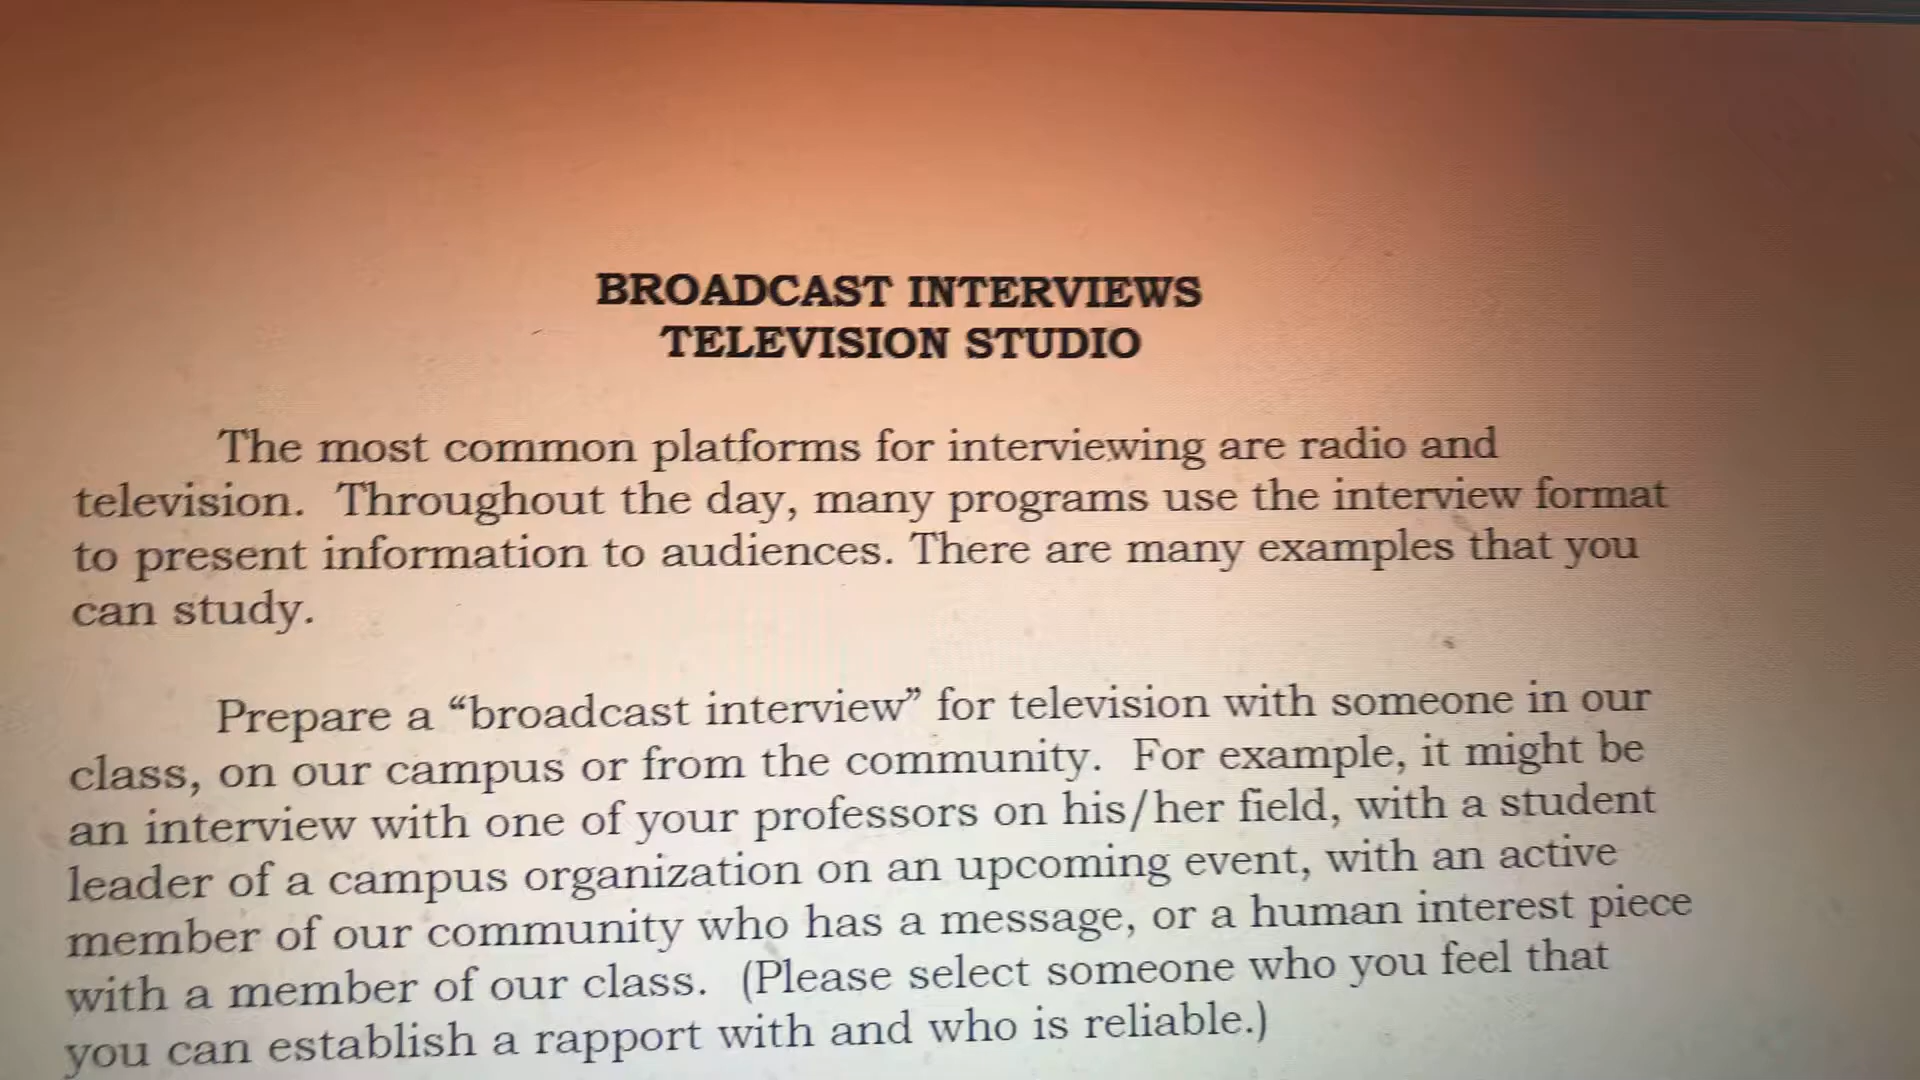 BROADCAST INTERVIEWS
TELEVISION STUDIO
The most common platforms for interviewing are radio and
television. Throughout the day, many programs use the interview format
to present information to audiences. There are many examples that you
can study.
Prepare a “broadcast interview” for television with someone in our
class, on our campus or from the community. For example, it might be
an interview with one of your professors on his/her field, with a student
leader of a campus organization on an upcoming event, with an active
member of our community who has a message, or a human interest piece
with a member of our class. (Please select someone who you feel that
you can establish a rapport with and who is reliable.)